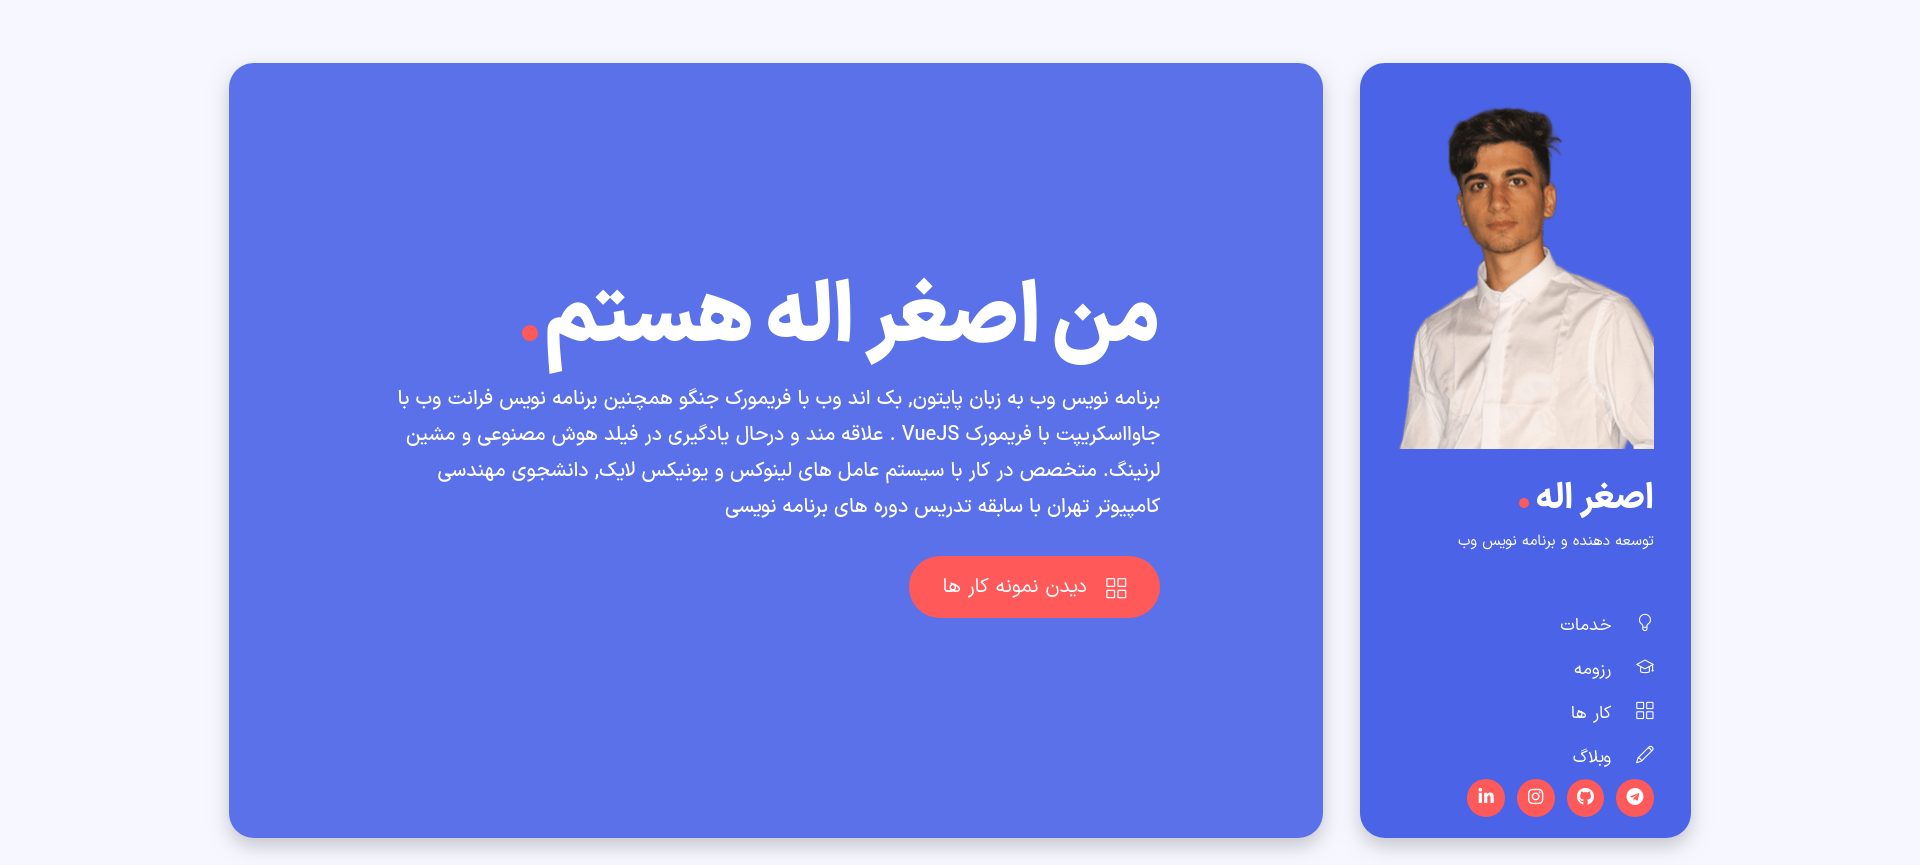 اصغر اله .
توسعه دهنده و برنامه نویس وب
خدمات
رزومه
کار ها
وبلاگ
من اصغر اله هستم.
برنامه نویس وب به زبان پایتون, بک اند وب با فریمورک جنگو همچنین برنامه نویس فرانت وب با
جاوااسکریپت با فریمورک VueJS . علاقه مند و درحال یادگیری در فیلد هوش مصنوعی و مشین
لرنینگ. متخصص در کار با سیستم عامل های لینوکس و یونیکس لایک, دانشجوی مهندسی
کامپیوتر تهران با سابقه تدریس دوره های برنامه نویسی
دیدن نمونه کار ها